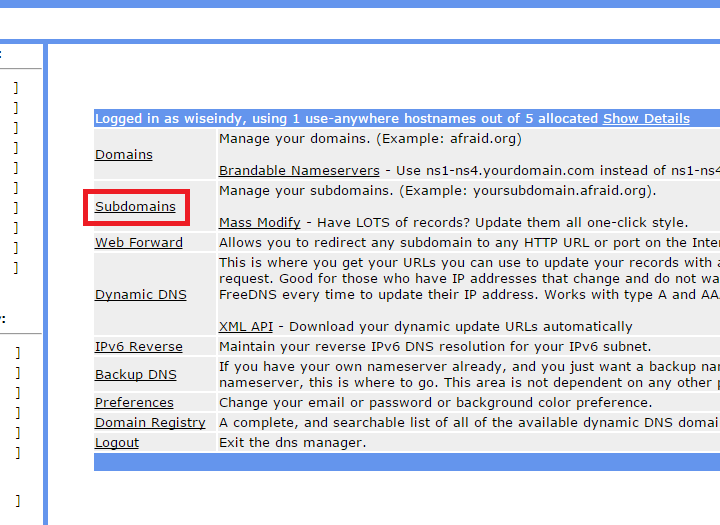 :
]
]
]
]
]
]
]
]
]
]
Logged in as wiseindy, using 1 use-anywhere hostnames out of 5 allocated Show Details
Domains
Manage your domains. (Example: afraid.org)
Brandable Nameservers - Use ns1-ns4.yourdomain.com instead of ns1-ns4
Subdomains
Manage your subdomains. (Example: yoursubdomain.afraid.org).
Mass Modify - Have LOTS of records? Update them all one-click style.
Web Forward
Allows you to redirect any subdomain to any HTTP URL or port on the Inter
Dynamic DNS
This is where you get your URLs you can use to update your records with a
request. Good for those who have IP addresses that change and do not wa
FreeDNS every time to update their IP address. Works with type A and AA
XML API - Download your dynamic update URLs automatically
y:
IPv6 Reverse
Maintain your reverse IPv6 DNS resolution for your IPv6 subnet.
]
]
]
]
]
]
]
Backup DNS
If you have your own nameserver already, and you just want a backup nar
nameserver, this is where to go. This area is not dependent on any other p
Preferences
Change your email or password or background color preference.
Domain Registry
A complete, and searchable list of all of the available dynamic DNS domai
Logout
Exit the dns manager.